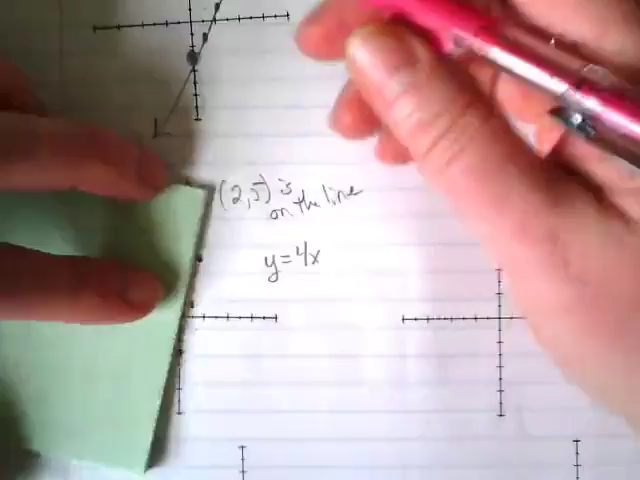 (2,5) is
on the line
y=4x